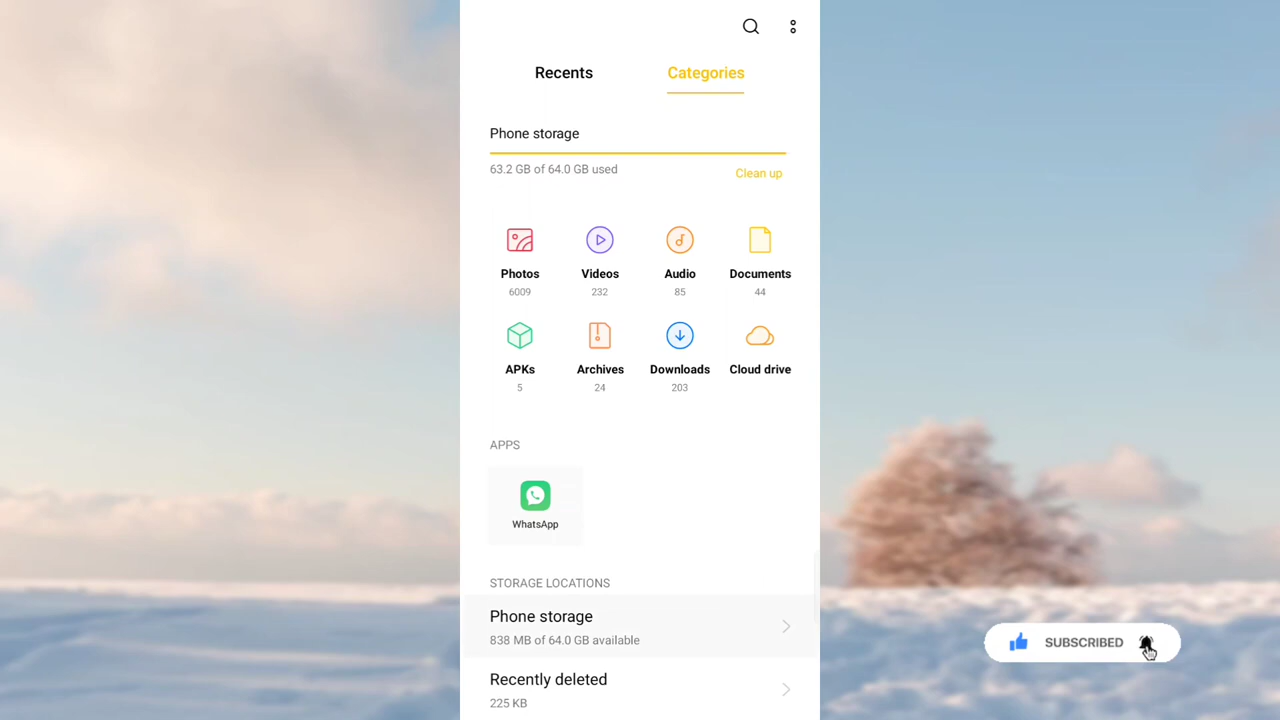 Recents Categories
Phone storage
63.2 GB of 64.0 GB used
Clean up
Photos Videos Audio Documents
6009 232 85 44
APKs Archives Downloads Cloud drive
5 24 203
APPS
WhatsApp
STORAGE LOCATIONS
Phone storage
838 MB of 64.0 GB available
Recently deleted
225 KB
SUBSCRIBED